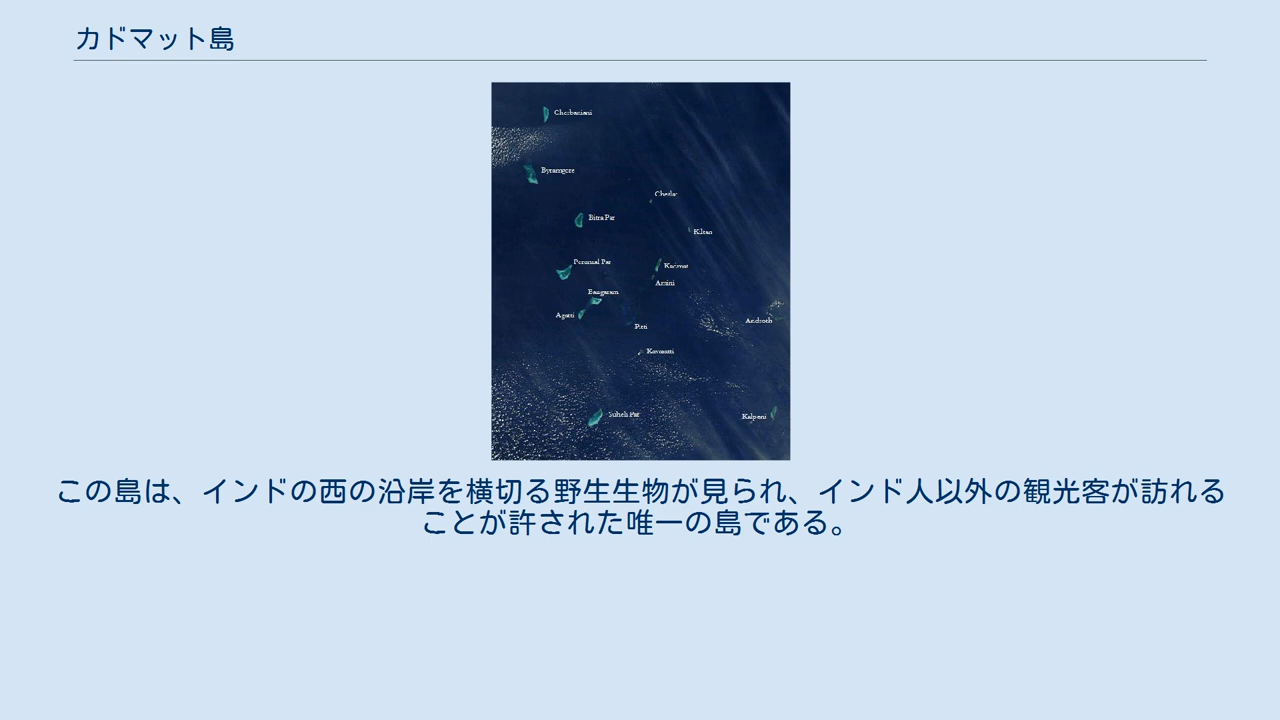 カドマット島
Cherbaniani
Byramgore
Bitra Par
Kiltan
Perumal Par
Kadmat
Amini
Bangaram
Agatti
Pitti
Androth
Kavaratti
Suheli Par
Kalpeni
この島は、インドの西の沿岸を横切る野生生物が見られ、インド人以外の観光客が訪れる
ことが許された唯一の島である。